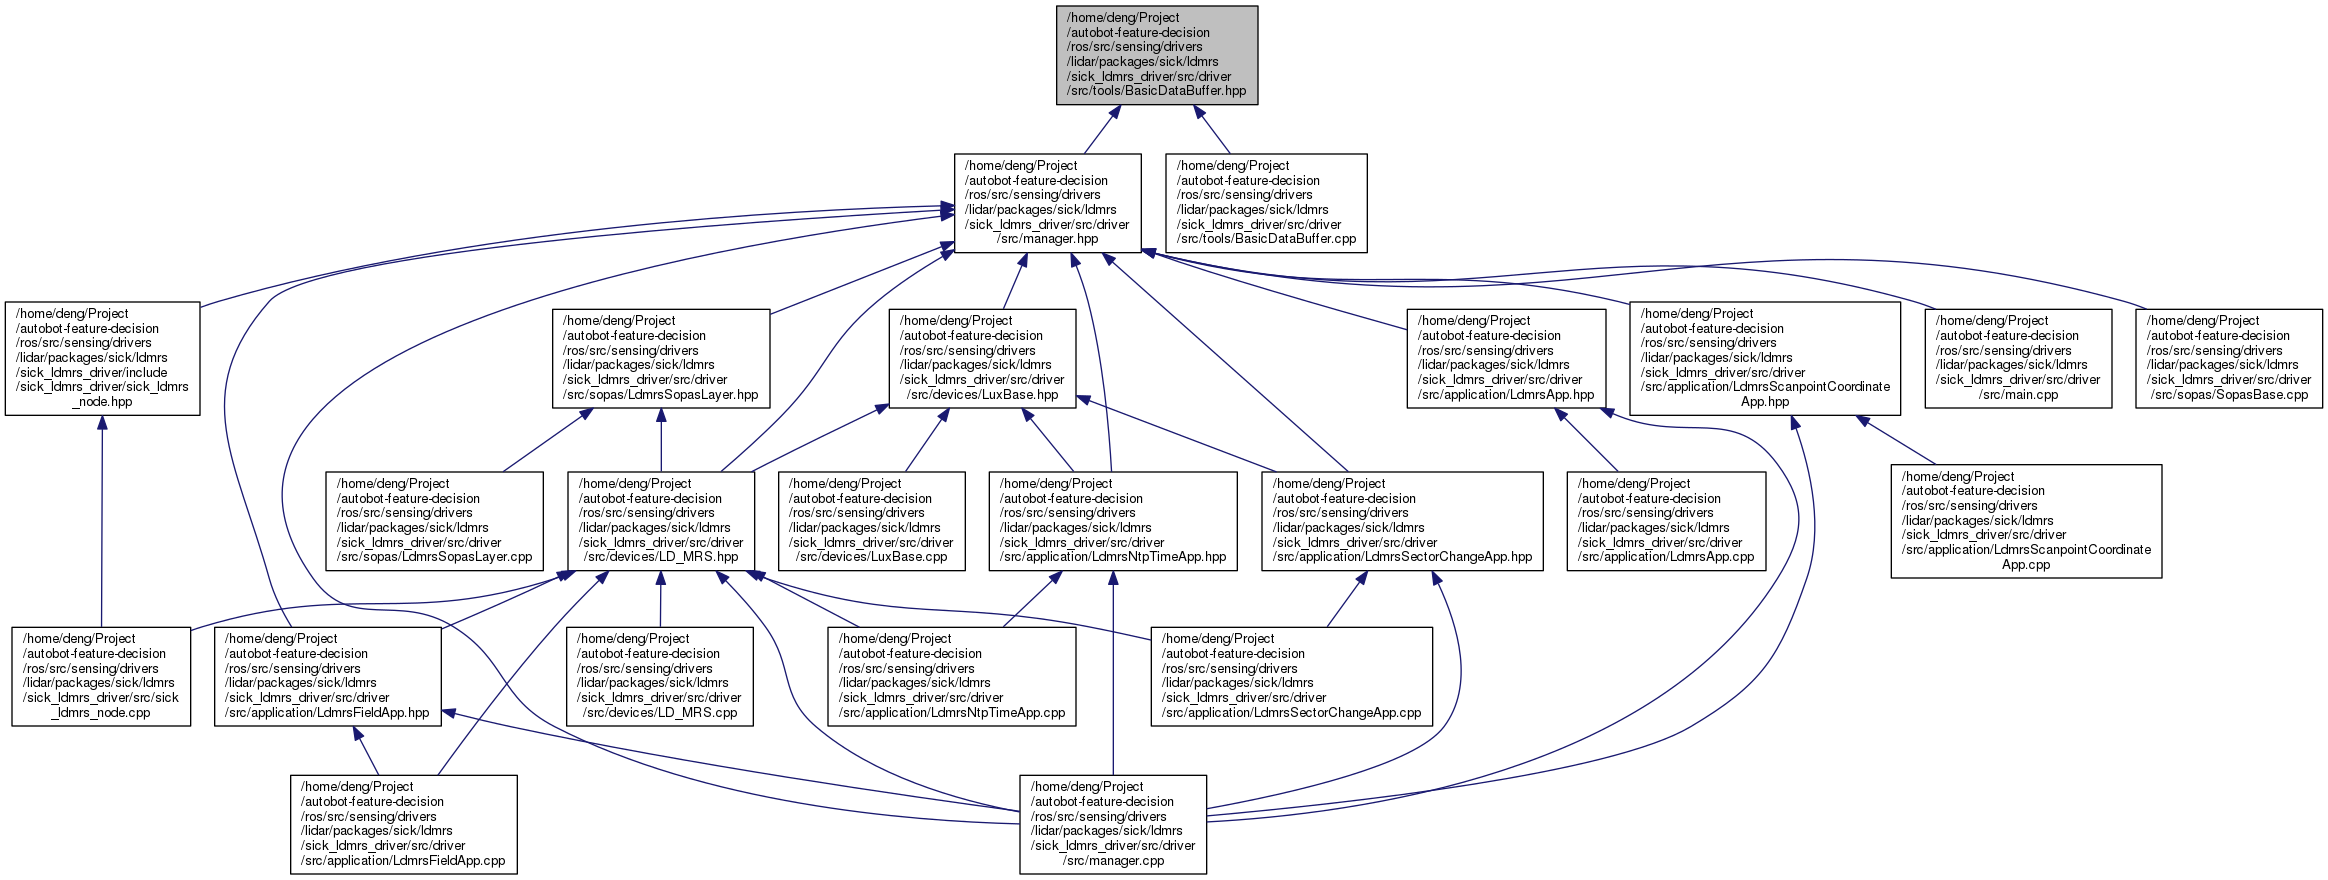 /home/deng/Project
/autobot-feature-decision
/ros/src/sensing/drivers
/lidar/packages/sick/ldmrs
/sick_ldmrs_driver/src/driver
/src/tools/BasicDataBuffer.hpp
/home/deng/Project
/autobot-feature-decision
/ros/src/sensing/drivers
/lidar/packages/sick/ldmrs
/sick_ldmrs_driver/src/driver
/src/manager.hpp
/home/deng/Project
/autobot-feature-decision
/ros/src/sensing/drivers
/lidar/packages/sick/ldmrs
/sick_ldmrs_driver/src/driver
/src/tools/BasicDataBuffer.cpp
/home/deng/Project
/autobot-feature-decision
/ros/src/sensing/drivers
/lidar/packages/sick/ldmrs
/sick_ldmrs_driver/include
/sick_ldmrs_driver/sick_ldmrs
_node.hpp
/home/deng/Project
/autobot-feature-decision
/ros/src/sensing/drivers
/lidar/packages/sick/ldmrs
/sick_ldmrs_driver/src/driver
/src/sopas/LdmrsSopasLayer.hpp
/home/deng/Project
/autobot-feature-decision
/ros/src/sensing/drivers
/lidar/packages/sick/ldmrs
/sick_ldmrs_driver/src/driver
/src/devices/LuxBase.hpp
/home/deng/Project
/autobot-feature-decision
/ros/src/sensing/drivers
/lidar/packages/sick/ldmrs
/sick_ldmrs_driver/src/driver
/src/application/LdmrsApp.hpp
/home/deng/Project
/autobot-feature-decision
/ros/src/sensing/drivers
/lidar/packages/sick/ldmrs
/sick_ldmrs_driver/src/driver
/src/application/LdmrsScanpointCoordinate
App.hpp
/home/deng/Project
/autobot-feature-decision
/ros/src/sensing/drivers
/lidar/packages/sick/ldmrs
/sick_ldmrs_driver/src/driver
/src/main.cpp
/home/deng/Project
/autobot-feature-decision
/ros/src/sensing/drivers
/lidar/packages/sick/ldmrs
/sick_ldmrs_driver/src/driver
/src/sopas/SopasBase.cpp
/home/deng/Project
/autobot-feature-decision
/ros/src/sensing/drivers
/lidar/packages/sick/ldmrs
/sick_ldmrs_driver/src/driver
/src/sopas/LdmrsSopasLayer.cpp
/home/deng/Project
/autobot-feature-decision
/ros/src/sensing/drivers
/lidar/packages/sick/ldmrs
/sick_ldmrs_driver/src/driver
/src/devices/LD_MRS.hpp
/home/deng/Project
/autobot-feature-decision
/ros/src/sensing/drivers
/lidar/packages/sick/ldmrs
/sick_ldmrs_driver/src/driver
/src/devices/LuxBase.cpp
/home/deng/Project
/autobot-feature-decision
/ros/src/sensing/drivers
/lidar/packages/sick/ldmrs
/sick_ldmrs_driver/src/driver
/src/application/LdmrsNtpTimeApp.hpp
/home/deng/Project
/autobot-feature-decision
/ros/src/sensing/drivers
/lidar/packages/sick/ldmrs
/sick_ldmrs_driver/src/driver
/src/application/LdmrsSectorChangeApp.hpp
/home/deng/Project
/autobot-feature-decision
/ros/src/sensing/drivers
/lidar/packages/sick/ldmrs
/sick_ldmrs_driver/src/driver
/src/application/LdmrsApp.cpp
/home/deng/Project
/autobot-feature-decision
/ros/src/sensing/drivers
/lidar/packages/sick/ldmrs
/sick_ldmrs_driver/src/driver
/src/application/LdmrsScanpointCoordinate
App.cpp
/home/deng/Project
/autobot-feature-decision
/ros/src/sensing/drivers
/lidar/packages/sick/ldmrs
/sick_ldmrs_driver/src/sick
_ldmrs_node.cpp
/home/deng/Project
/autobot-feature-decision
/ros/src/sensing/drivers
/lidar/packages/sick/ldmrs
/sick_ldmrs_driver/src/driver
/src/application/LdmrsFieldApp.hpp
/home/deng/Project
/autobot-feature-decision
/ros/src/sensing/drivers
/lidar/packages/sick/ldmrs
/sick_ldmrs_driver/src/driver
/src/devices/LD_MRS.cpp
/home/deng/Project
/autobot-feature-decision
/ros/src/sensing/drivers
/lidar/packages/sick/ldmrs
/sick_ldmrs_driver/src/driver
/src/application/LdmrsNtpTimeApp.cpp
/home/deng/Project
/autobot-feature-decision
/ros/src/sensing/drivers
/lidar/packages/sick/ldmrs
/sick_ldmrs_driver/src/driver
/src/application/LdmrsSectorChangeApp.cpp
/home/deng/Project
/autobot-feature-decision
/ros/src/sensing/drivers
/lidar/packages/sick/ldmrs
/sick_ldmrs_driver/src/driver
/src/application/LdmrsFieldApp.cpp
/home/deng/Project
/autobot-feature-decision
/ros/src/sensing/drivers
/lidar/packages/sick/ldmrs
/sick_ldmrs_driver/src/driver
/src/manager.cpp